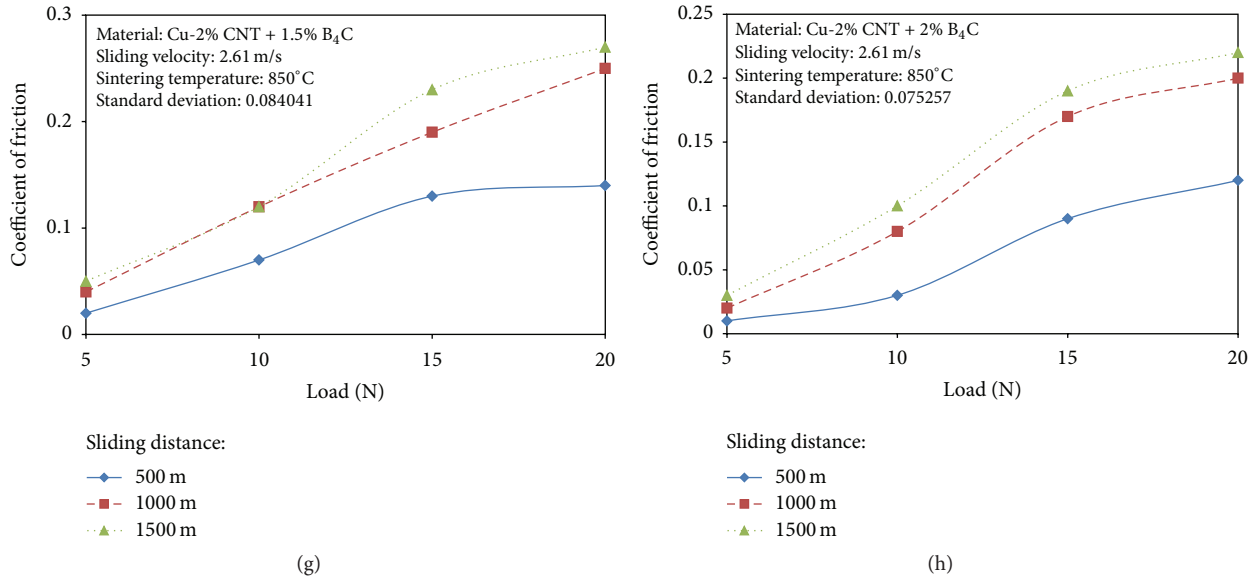 Material: Cu-2% CNT + 1.5% B₄C
Sliding velocity: 2.61 m/s
Sintering temperature: 850°C
Standard deviation: 0.084041
0.3
0.2
0.1
0
Coefficient of friction
5
10
15
20
Load (N)
Sliding distance:
500 m
1000 m
1500 m
(g)
Material: Cu-2% CNT + 2% B₄C
Sliding velocity: 2.61 m/s
Sintering temperature: 850°C
Standard deviation: 0.075257
0.25
0.2
0.15
0.1
0.05
0
Coefficient of friction
5
10
15
20
Load (N)
Sliding distance:
500 m
1000 m
1500 m
(h)